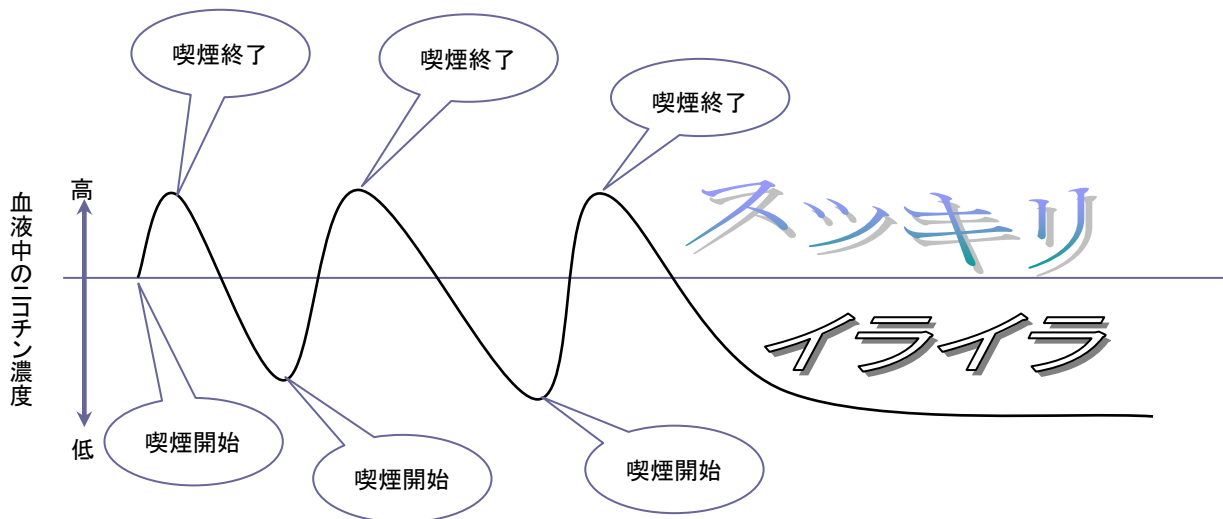 喫煙終了
喫煙終了
喫煙終了
高
スッキリ
血液中のニコチン濃度
イライラ
低
喫煙開始
喫煙開始
喫煙開始